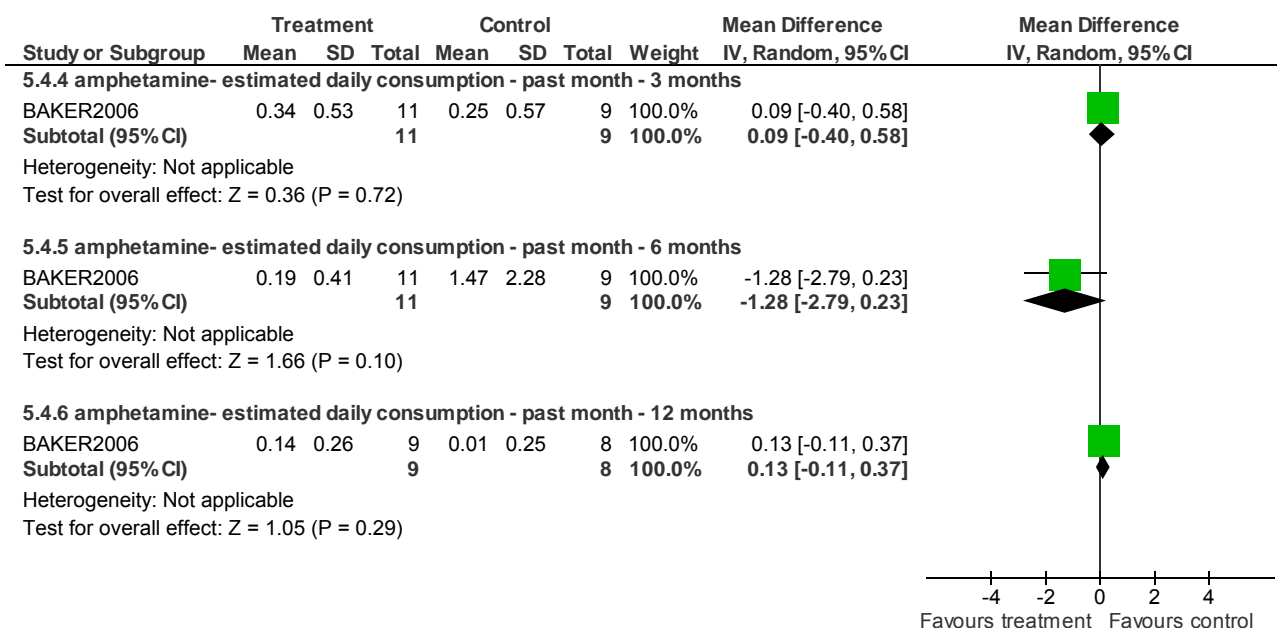 Treatment Control Mean Difference Mean Difference
Study or Subgroup Mean SD Total Mean SD Total Weight IV, Random, 95% CI IV, Random, 95% CI
5.4.4 amphetamine- estimated daily consumption - past month - 3 months
BAKER2006 0.34 0.53 11 0.25 0.57 9 100.0% 0.09 [-0.40, 0.58]
Subtotal (95% CI) 11 9 100.0% 0.09 [-0.40, 0.58]
Heterogeneity: Not applicable
Test for overall effect: Z = 0.36 (P = 0.72)
5.4.5 amphetamine- estimated daily consumption - past month - 6 months
BAKER2006 0.19 0.41 11 1.47 2.28 9 100.0% -1.28 [-2.79, 0.23]
Subtotal (95% CI) 11 9 100.0% -1.28 [-2.79, 0.23]
Heterogeneity: Not applicable
Test for overall effect: Z = 1.66 (P = 0.10)
5.4.6 amphetamine- estimated daily consumption - past month - 12 months
BAKER2006 0.14 0.26 9 0.01 0.25 8 100.0% 0.13 [-0.11, 0.37]
Subtotal (95% CI) 9 8 100.0% 0.13 [-0.11, 0.37]
Heterogeneity: Not applicable
Test for overall effect: Z = 1.05 (P = 0.29)
-4 -2 0 2 4
Favours treatment Favours control